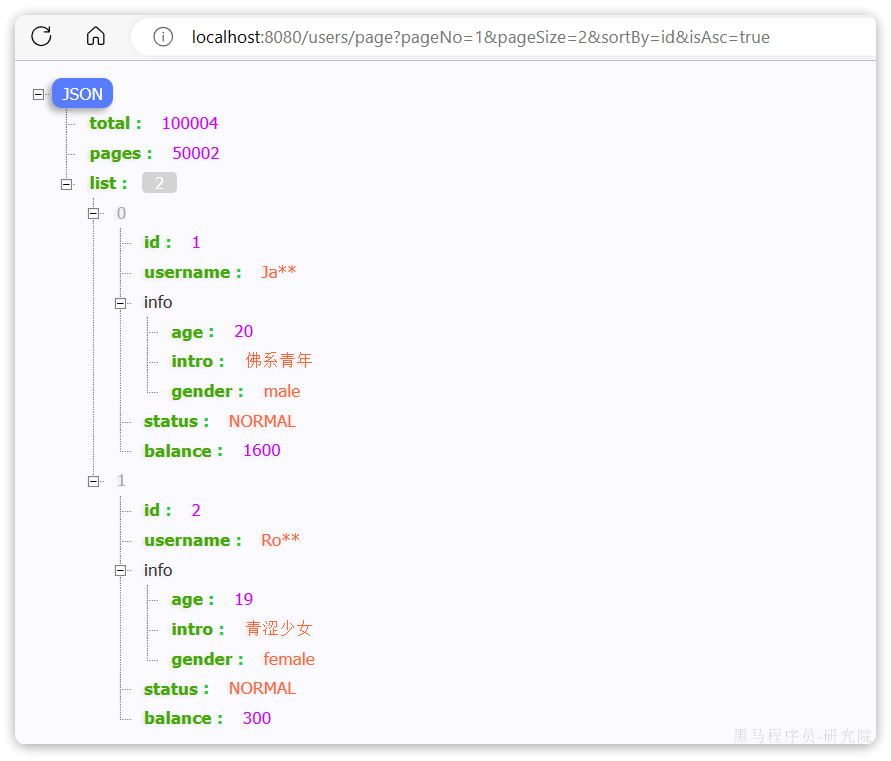 localhost:8080/users/page?pageNo=1&pageSize=2&sortBy=id&isAsc=true
JSON
total : 100004
pages : 50002
list : 2
0
id : 1
username : Ja**
info
age : 20
intro : 佛系青年
gender : male
status : NORMAL
balance : 1600
1
id : 2
username : Ro**
info
age : 19
intro : 青涩少女
gender : female
status : NORMAL
balance : 300
黑马程序员-研究院